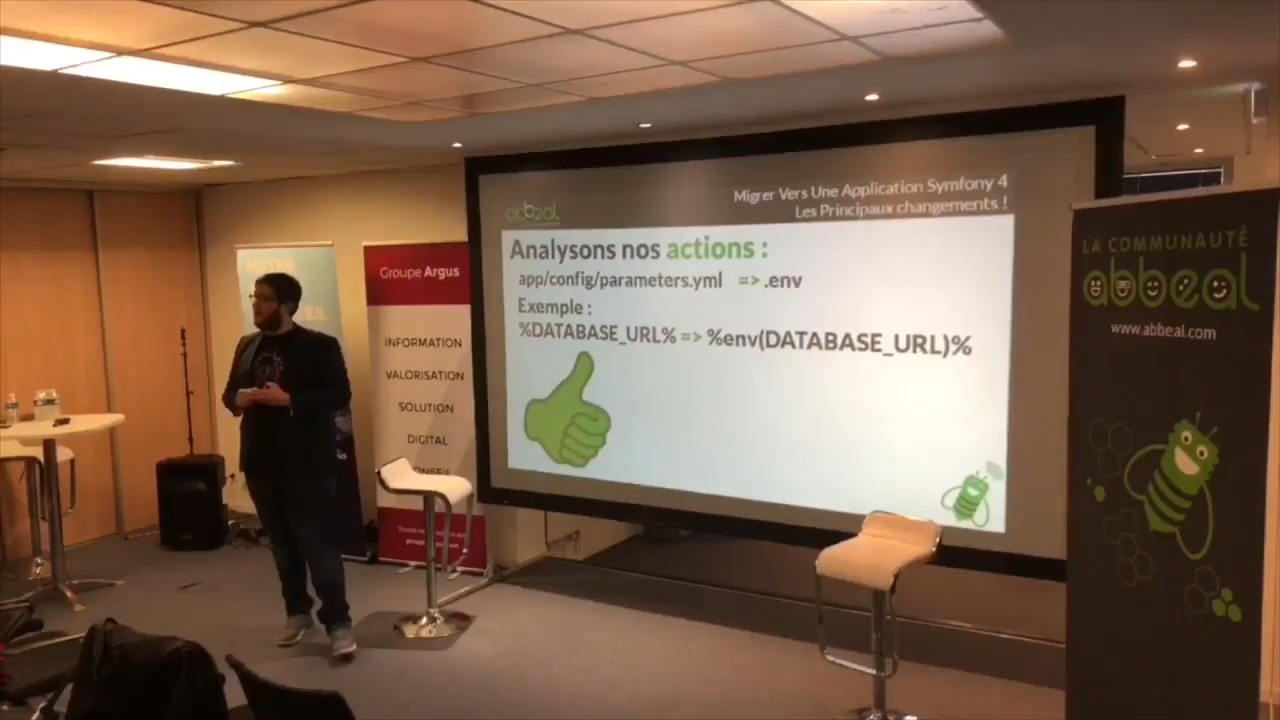 abbeal
Migrer Vers Une Application Symfony 4
Les Principaux changements !
Analysons nos actions :
app/config/parameters.yml => .env
Exemple :
%DATABASE_URL% => %env(DATABASE_URL)%
Groupe Argus
INFORMATION
VALORISATION
SOLUTION
DIGITAL
LA COMMUNAUTÉ
abbeal
www.abbeal.com